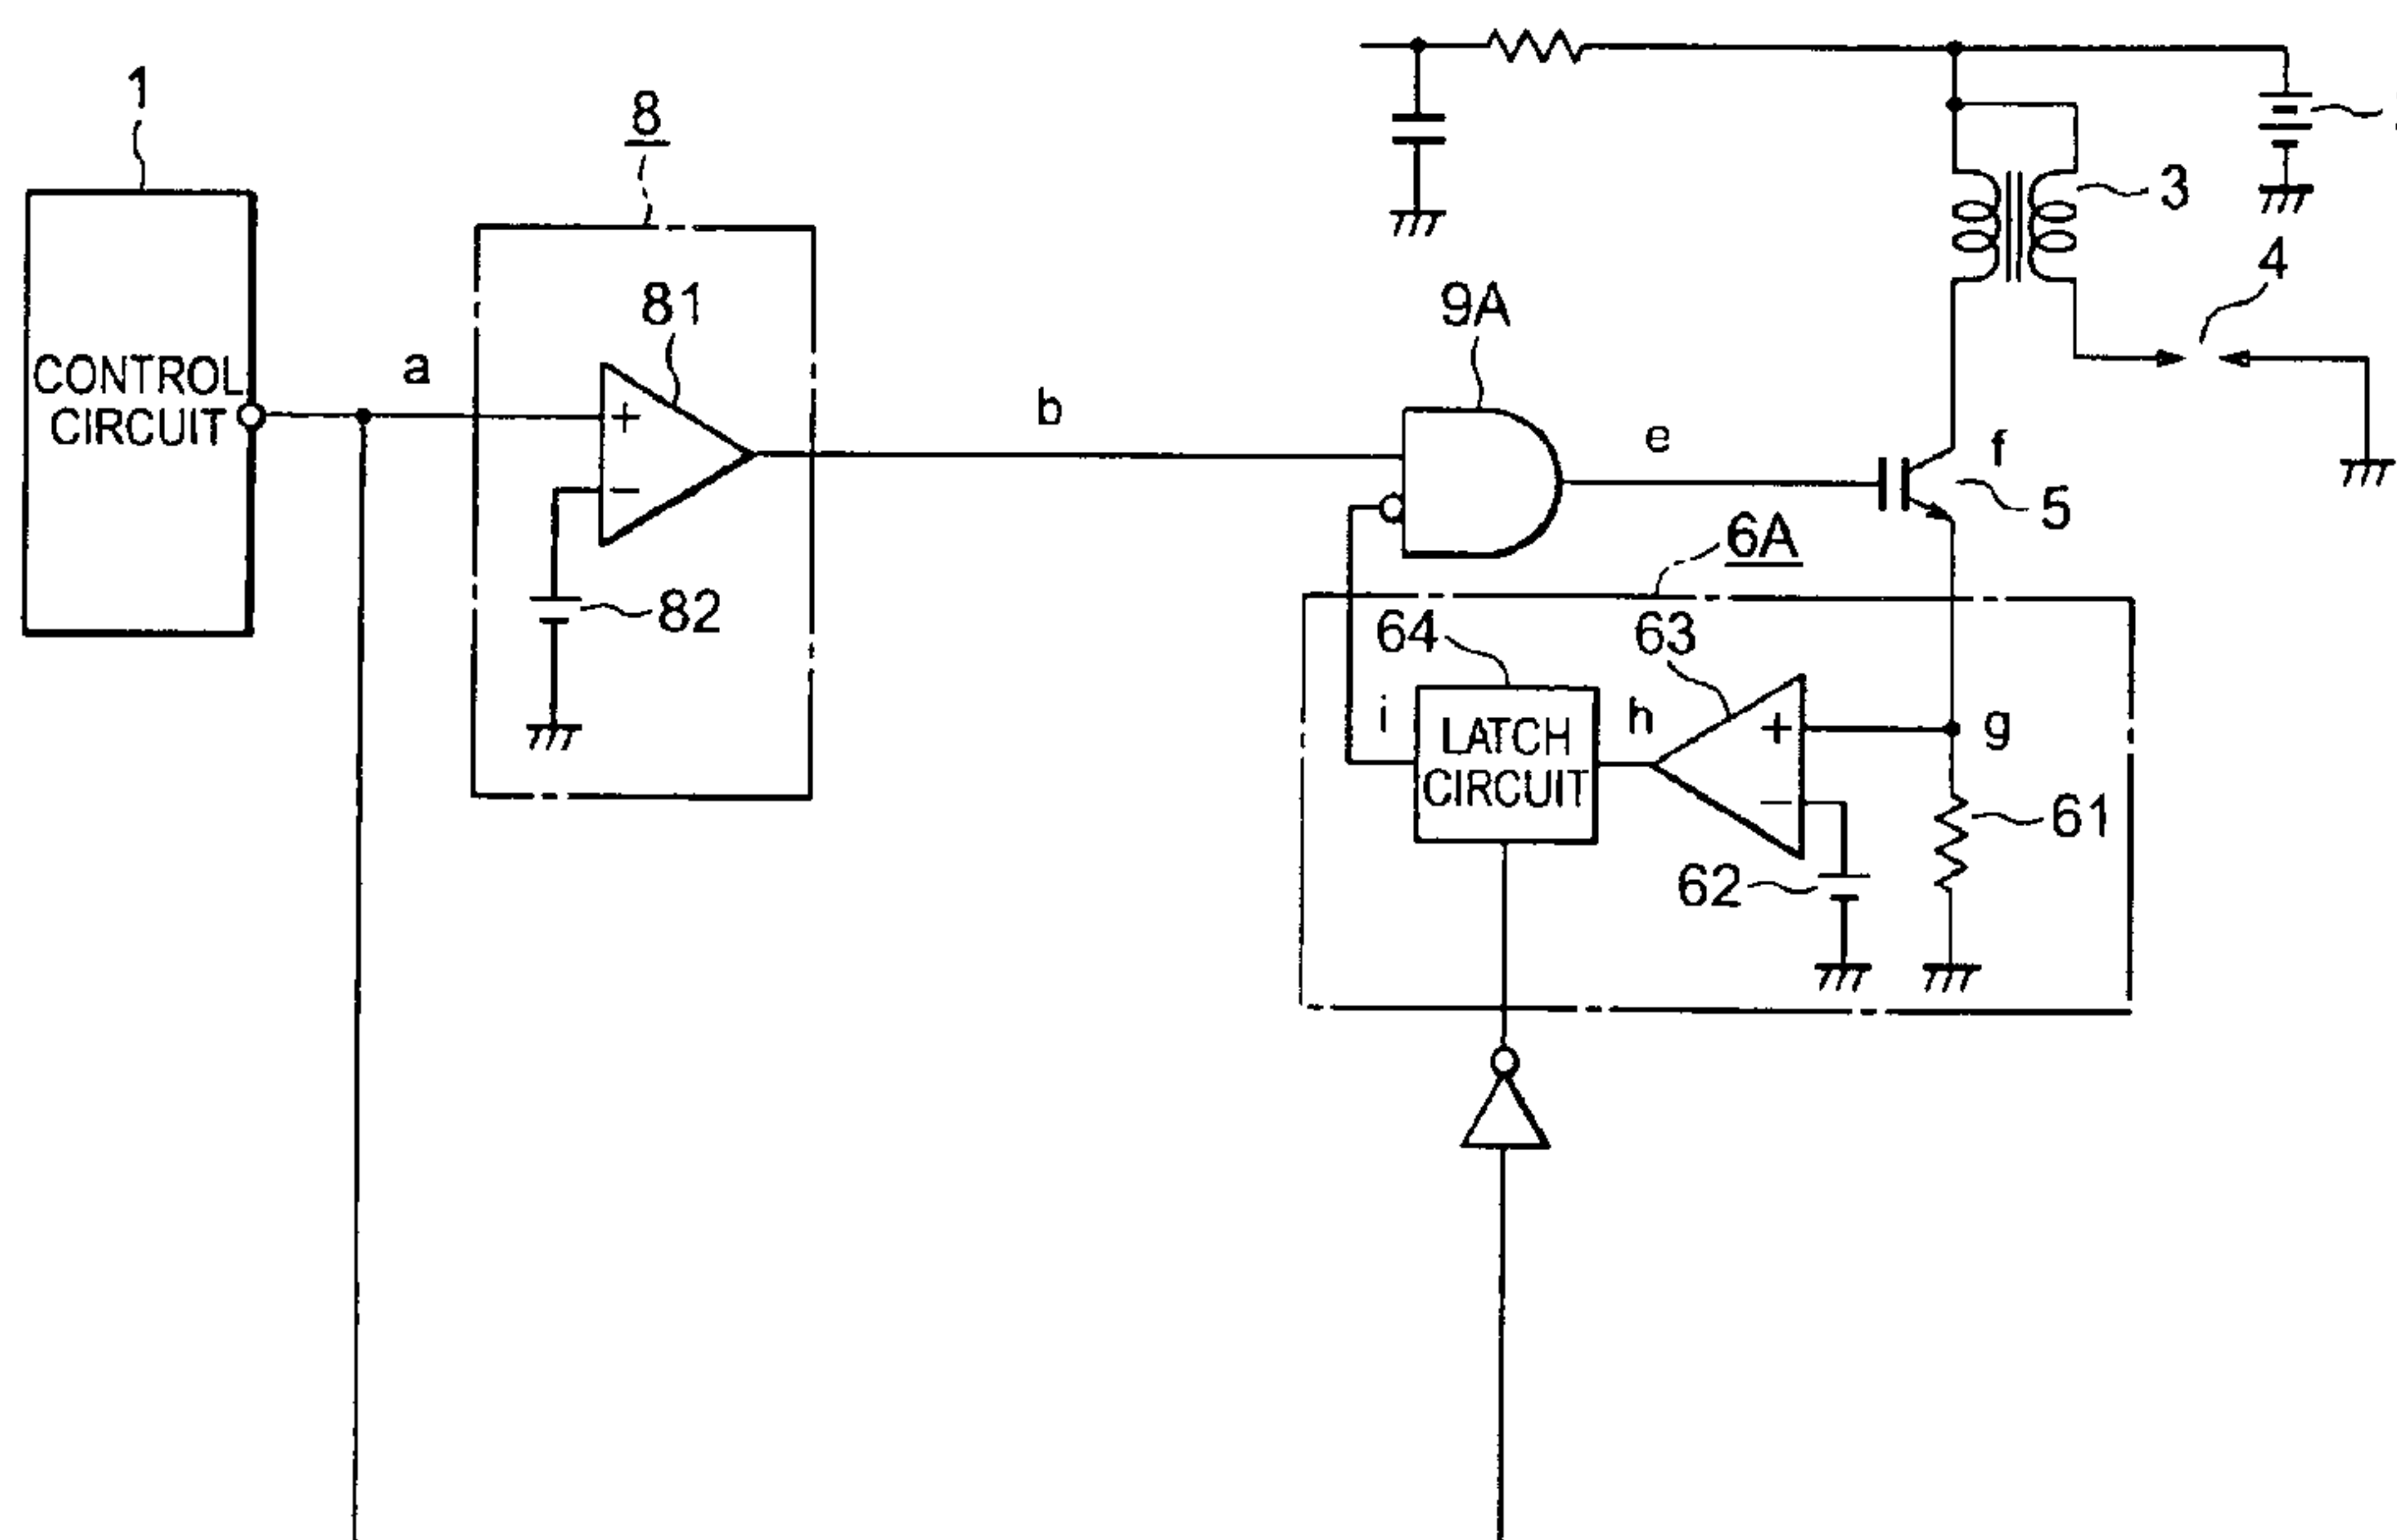 1
8
3
4
81
9A
CONTROL
CIRCUIT
a
b
e
f
5
6A
82
64
63
+
−
i
LATCH
CIRCUIT
h
+
−
g
61
62